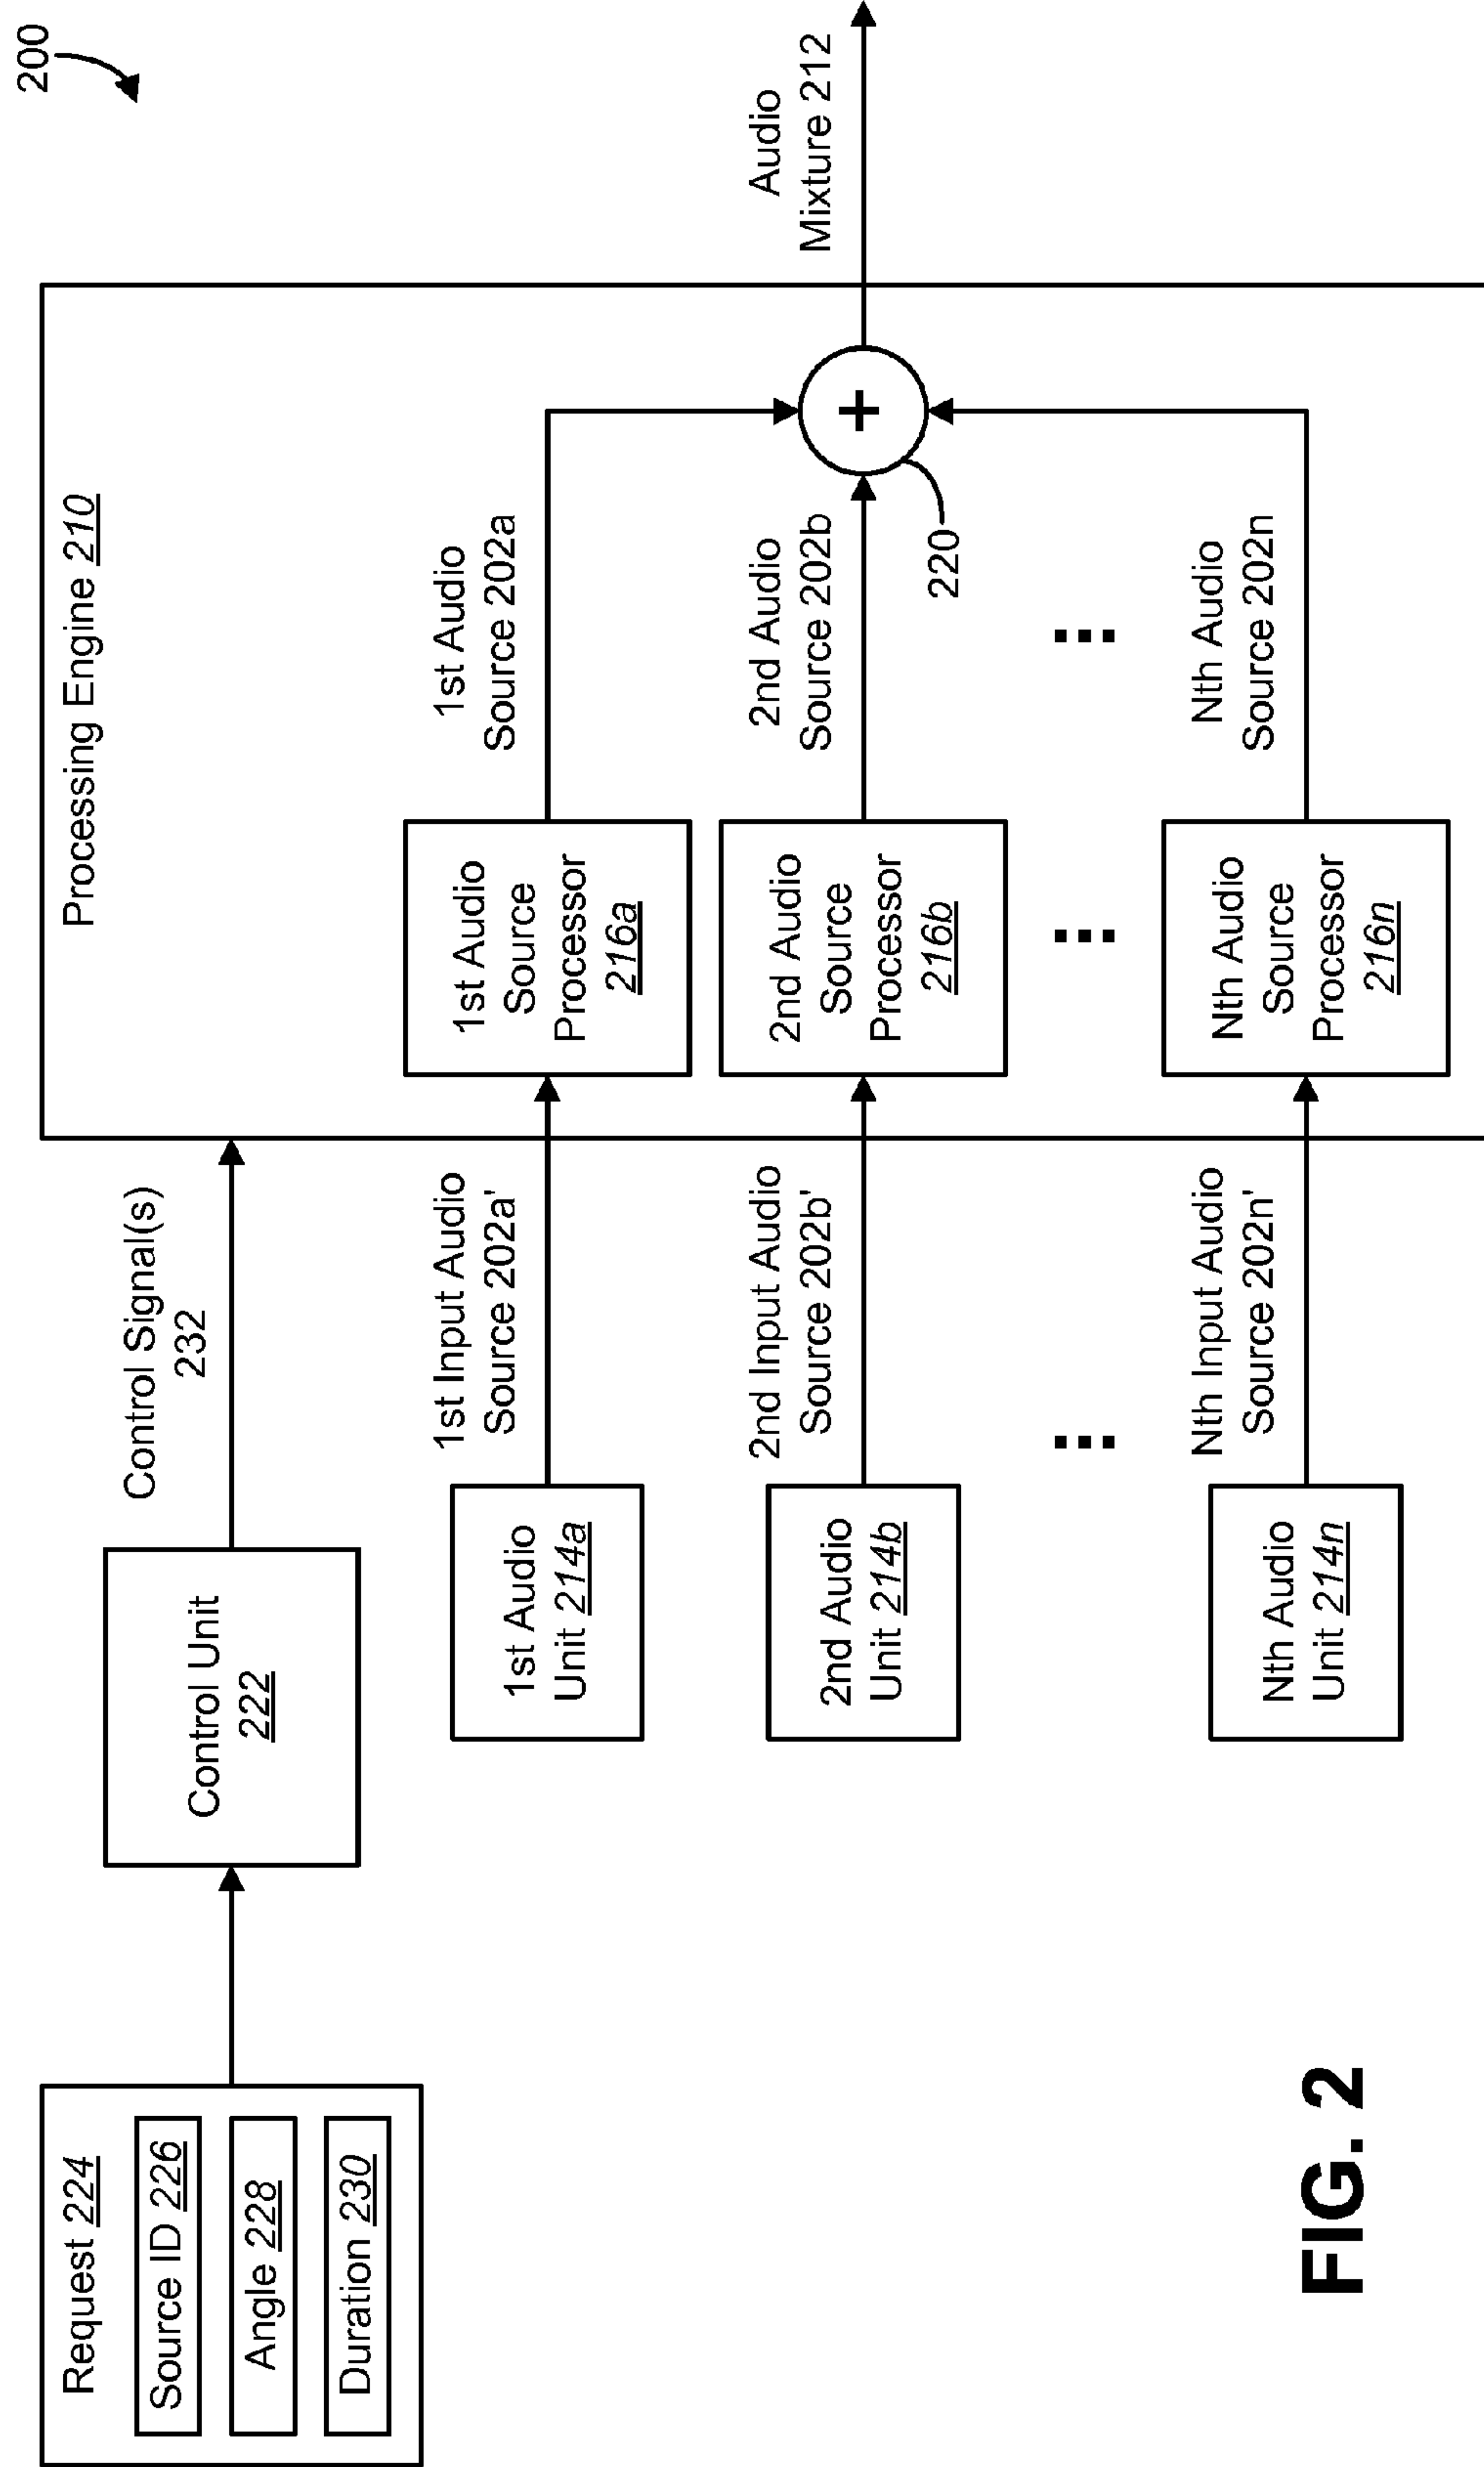 200
Request 224
Source ID 226
Angle 228
Duration 230
Control Unit
222
Control Signal(s)
232
Processing Engine 210
1st Audio
Unit 214a
1st Input Audio
Source 202a'
1st Audio
Source
Processor
216a
1st Audio
Source 202a
2nd Audio
Unit 214b
2nd Input Audio
Source 202b'
2nd Audio
Source
Processor
216b
2nd Audio
Source 202b
+
220
Audio
Mixture 212
Nth Audio
Unit 214n
Nth Input Audio
Source 202n'
Nth Audio
Source
Processor
216n
Nth Audio
Source 202n
FIG. 2